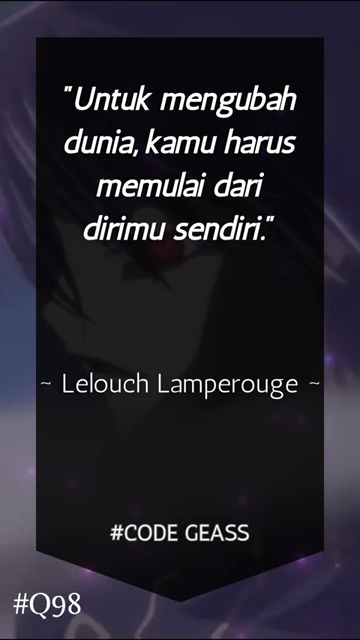 "Untuk mengubah
dunia, kamu harus
memulai dari
dirimu sendiri."
~ Lelouch Lamperouge ~
#CODE GEASS
#Q98